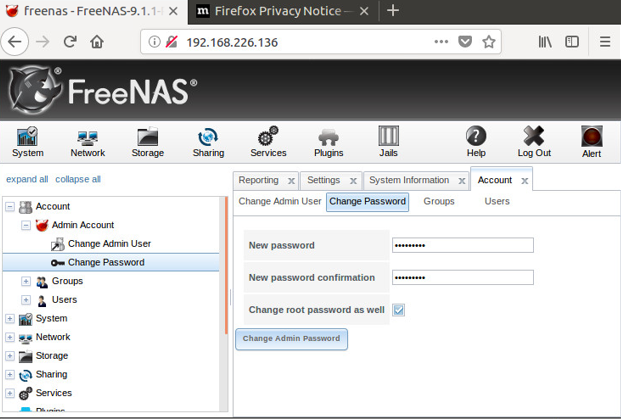 freenas - FreeNAS-9.1.1-
Firefox Privacy Notice —
192.168.226.136
FreeNAS®
System Network Storage Sharing Services Plugins Jails Help Log Out Alert
expand all collapse all
Reporting x Settings x System Information x Account x
Change Admin User Change Password Groups Users
Account
Admin Account
Change Admin User
Change Password
Groups
Users
System
Network
Storage
Sharing
Services
Plugins
New password •••••••••
New password confirmation •••••••••
Change root password as well
Change Admin Password